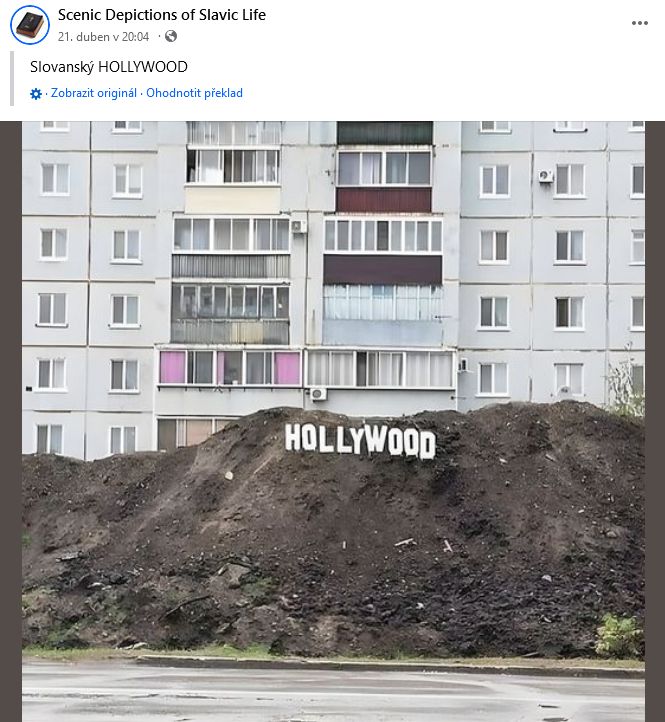 Scenic Depictions of Slavic Life
21. duben v 20:04 ·
Slovanský HOLLYWOOD
· Zobrazit originál · Ohodnotit překlad
HOLLYWOOD